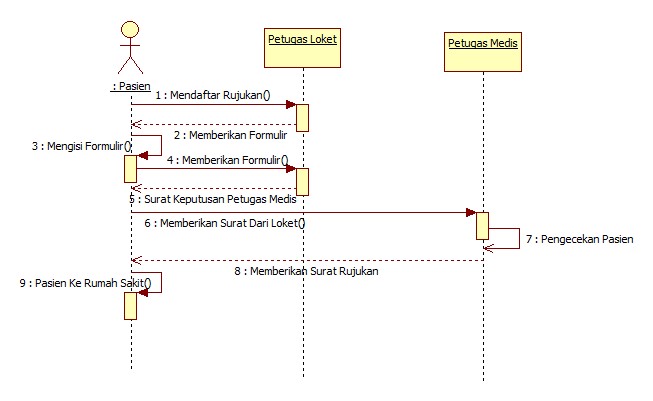 Petugas Loket
Petugas Medis
: Pasien
1 : Mendaftar Rujukan()
2 : Memberikan Formulir
3 : Mengisi Formulir()
4 : Memberikan Formulir()
5 : Surat Keputusan Petugas Medis
6 : Memberikan Surat Dari Loket()
7 : Pengecekan Pasien
8 : Memberikan Surat Rujukan
9 : Pasien Ke Rumah Sakit()